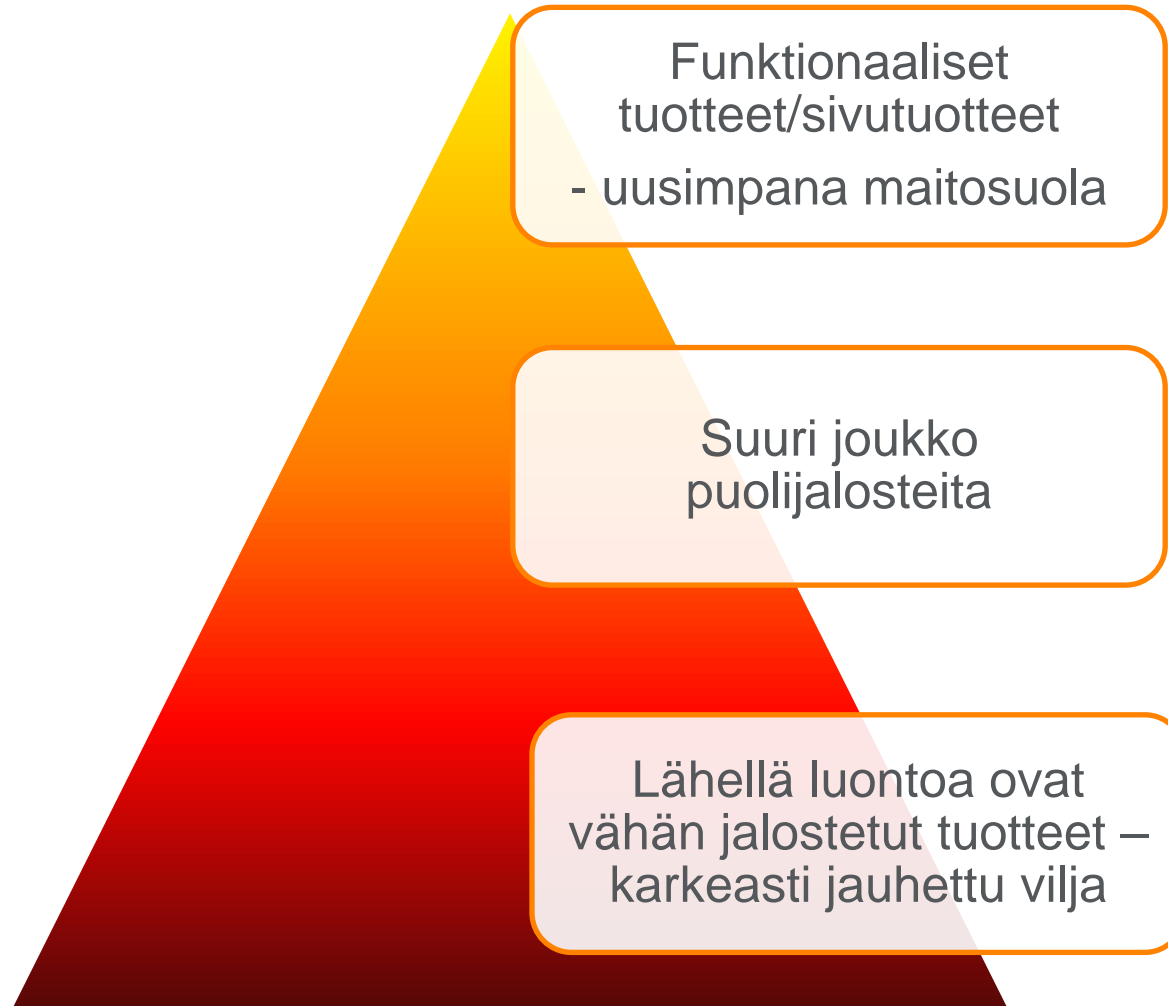 Funktionaaliset
tuotteet/sivutuotteet
- uusimpana maitosuola
Suuri joukko
puolijalosteita
Lähellä luontoa ovat
vähän jalostetut tuotteet –
karkeasti jauhettu vilja